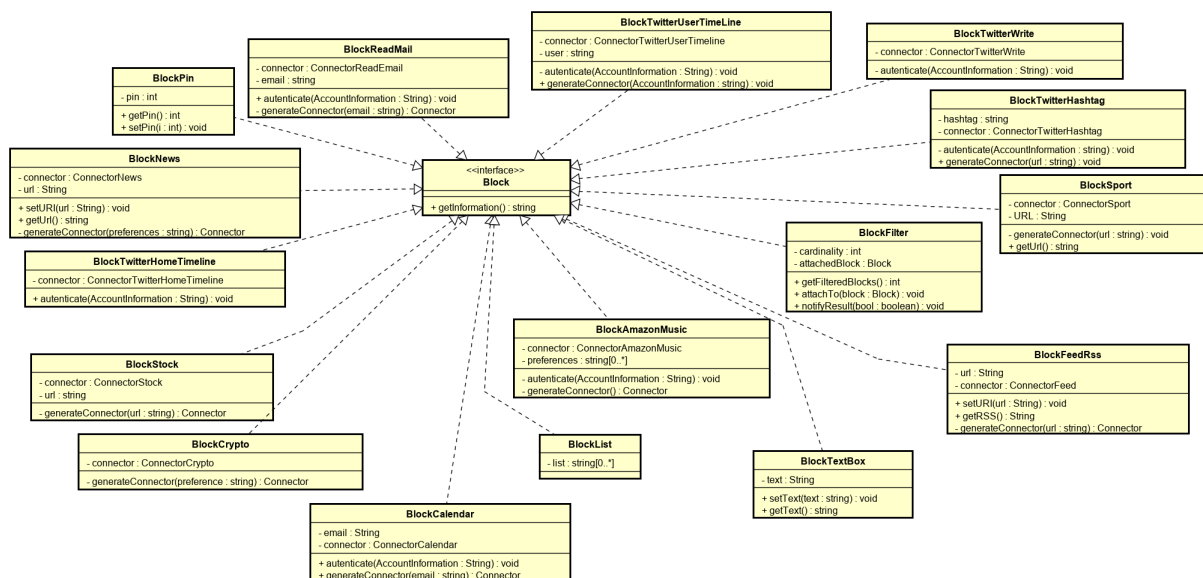 BlockTwitterUserTimeLine
- connector : ConnectorTwitterUserTimeline
- user : string
- autenticate(AccountInformation : String) : void
+ generateConnector(AccountInformation : string) : void
BlockTwitterWrite
- connector : ConnectorTwitterWrite
- autenticate(AccountInformation : String) : void
BlockReadMail
- connector : ConnectorReadEmail
- email : string
+ autenticate(AccountInformation : String) : void
- generateConnector(email : string) : Connector
BlockPin
- pin : int
+ getPin() : int
+ setPin(i : int) : void
BlockTwitterHashtag
- hashtag : string
- connector : ConnectorTwitterHashtag
- autenticate(AccountInformation : String) : void
+ generateConnector(url : string) : void
BlockNews
- connector : ConnectorNews
- url : String
+ setURI(url : String) : void
+ getUrl() : string
- generateConnector(preferences : string) : Connector
<<interface>>
Block
+ getInformation() : string
BlockSport
- connector : ConnectorSport
- URL : String
- generateConnector(url : string) : void
+ getUrl() : string
BlockFilter
- cardinality : int
- attachedBlock : Block
+ getFilteredBlocks() : int
+ attachTo(block : Block) : void
+ notifyResult(bool : boolean) : void
BlockTwitterHomeTimeline
- connector : ConnectorTwitterHomeTimeline
+ autenticate(AccountInformation : String) : void
BlockAmazonMusic
- connector : ConnectorAmazonMusic
- preferences : string[0..*]
- autenticate(AccountInformation : String) : void
- generateConnector() : Connector
BlockStock
- connector : ConnectorStock
- url : string
- generateConnector(url : string) : Connector
BlockFeedRss
- url : String
- connector : ConnectorFeed
+ setURI(url : String) : void
+ getRSS() : String
- generateConnector(url : string) : Connector
BlockCrypto
- connector : ConnectorCrypto
- generateConnector(preference : string) : Connector
BlockList
- list : string[0..*]
BlockTextBox
- text : String
+ setText(text : string) : void
+ getText() : string
BlockCalendar
- email : String
- connector : ConnectorCalendar
+ autenticate(AccountInformation : String) : void
+ generateConnector(email : string) : Connector